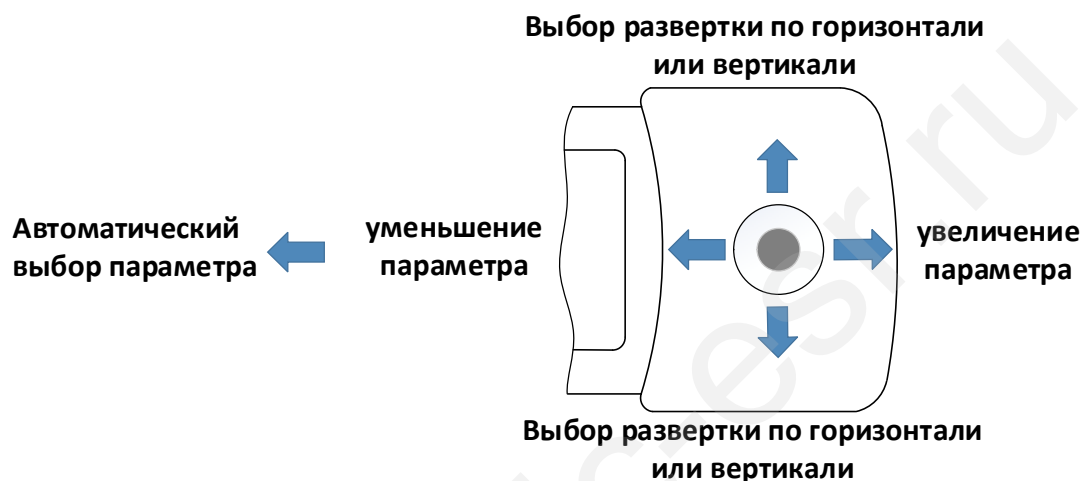 Выбор развертки по горизонтали
или вертикали
Автоматический
выбор параметра
уменьшение
параметра
увеличение
параметра
Выбор развертки по горизонтали
или вертикали